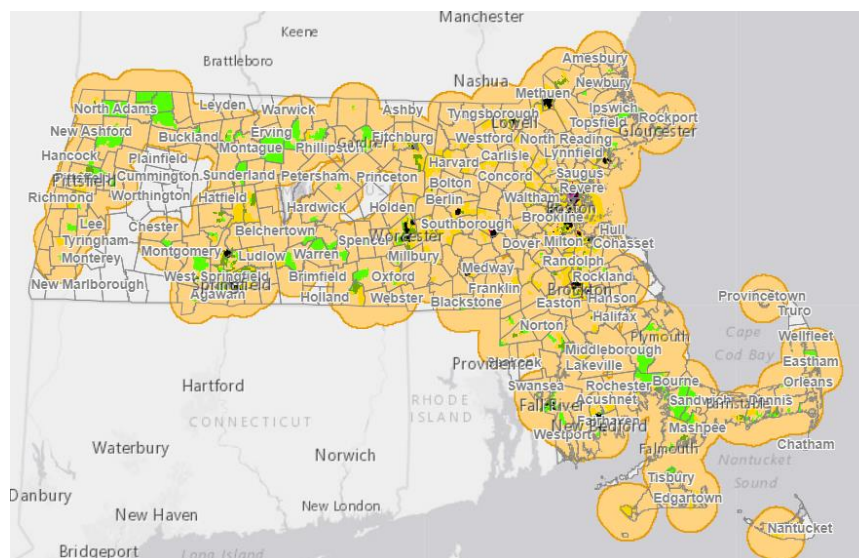 Manchester
Keene
Brattleboro
Nashua
Amesbury
Newbury
Methuen
North Adams
Leyden
Warwick
Ashby
Tyngsborough
Lowell
Ipswich
Topsfield
Rockport
Gloucester
New Ashford
Buckland
Erving
Montague
Phillipston
Fitchburg
Westford
North Reading
Lynnfield
Hancock
Plainfield
Harvard
Carlisle
Concord
Saugus
Revere
Pittsfield
Cummington
Sunderland
Petersham
Princeton
Bolton
Richmond
Worthington
Hatfield
Hardwick
Holden
Berlin
Waltham
Boston
Brookline
Lee
Chester
Belchertown
Spencer
Worcester
Southborough
Dover
Milton
Hull
Cohasset
Tyringham
Monterey
Montgomery
Ludlow
Warren
Millbury
Randolph
West Springfield
Springfield
Brimfield
Oxford
Medway
Rockland
New Marlborough
Agawam
Holland
Webster
Franklin
Blackstone
Brockton
Easton
Hanson
Halifax
Provincetown
Truro
Norton
Plymouth
Cape
Cod Bay
Wellfleet
Providence
Middleborough
Lakeville
Eastham
Hartford
Swansea
Rochester
Bourne
Orleans
CONNECTICUT
RHODE
ISLAND
Fall River
Acushnet
Fairhaven
Sandwich
Barnstable
Dennis
New Bedford
Mashpee
Westport
Falmouth
Chatham
Waterbury
Norwich
Nantucket
Sound
Tisbury
Edgartown
Danbury
New Haven
New London
Nantucket
Bridgeport
Long Island